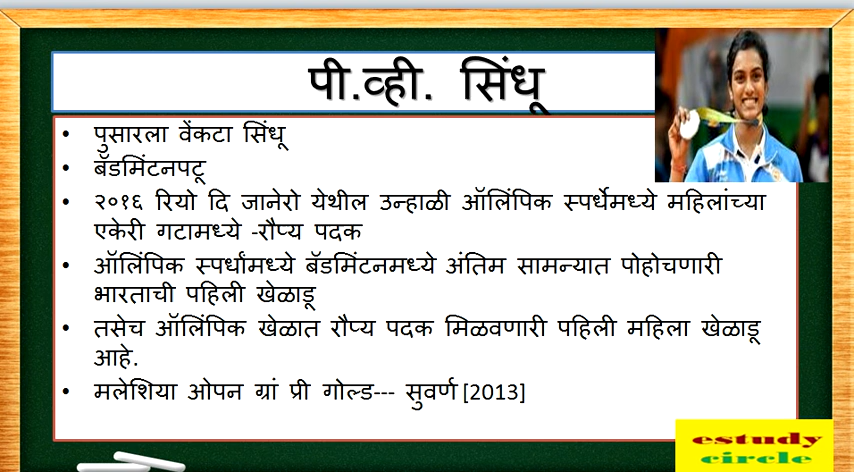 पी.व्ही. सिंधू
• पुसारला वेंकटा सिंधू
• बॅडमिंटनपटू
• २०१६ रियो दि जानेरो येथील उन्हाळी ऑलिंपिक स्पर्धेमध्ये महिलांच्या
एकेरी गटामध्ये -रौप्य पदक
• ऑलिंपिक स्पर्धांमध्ये बॅडमिंटनमध्ये अंतिम सामन्यात पोहोचणारी
भारताची पहिली खेळाडू
• तसेच ऑलिंपिक खेळात रौप्य पदक मिळवणारी पहिली महिला खेळाडू
आहे.
• मलेशिया ओपन ग्रां प्री गोल्ड--- सुवर्ण [2013]
estudy
circle